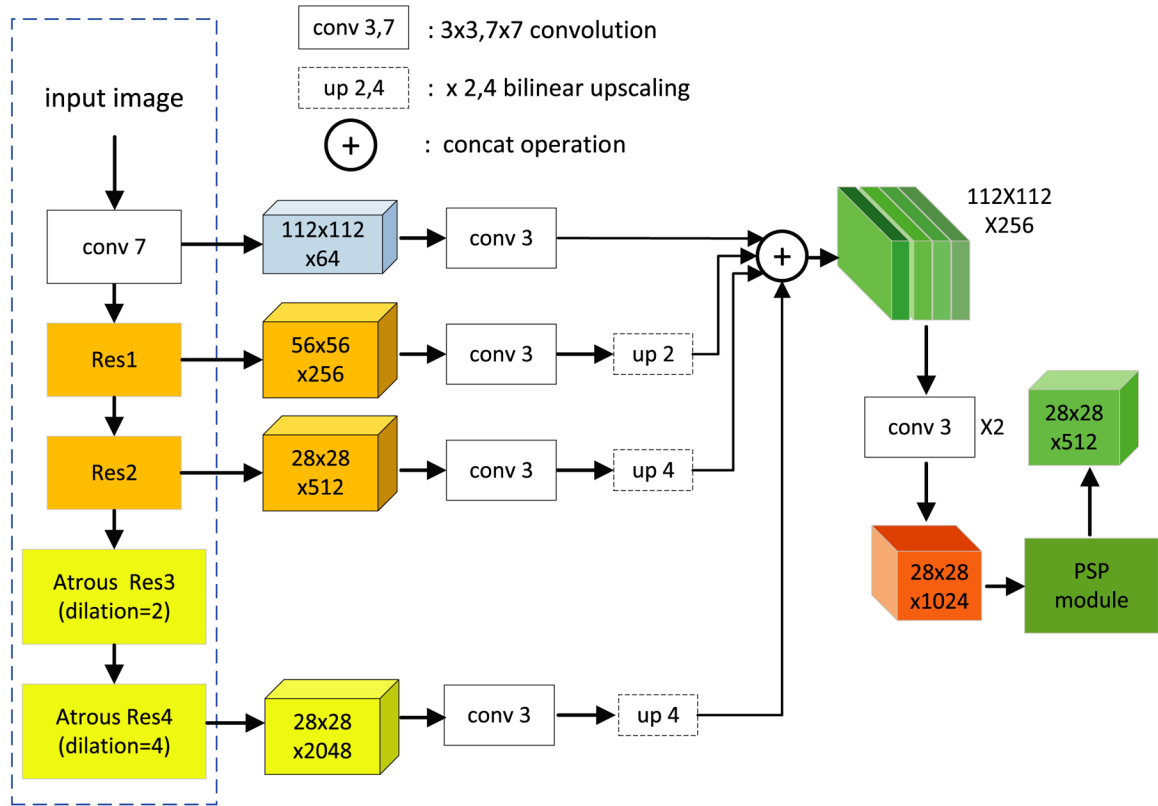 conv 3,7 : 3x3,7x7 convolution
up 2,4 : x 2,4 bilinear upscaling
+ : concat operation
input image
conv 7
112x112
x64
conv 3
+
112X112
X256
Res1
56x56
x256
conv 3
up 2
Res2
28x28
x512
conv 3
up 4
conv 3 X2
28x28
x512
Atrous Res3
(dilation=2)
28x28
x1024
PSP
module
Atrous Res4
(dilation=4)
28x28
x2048
conv 3
up 4